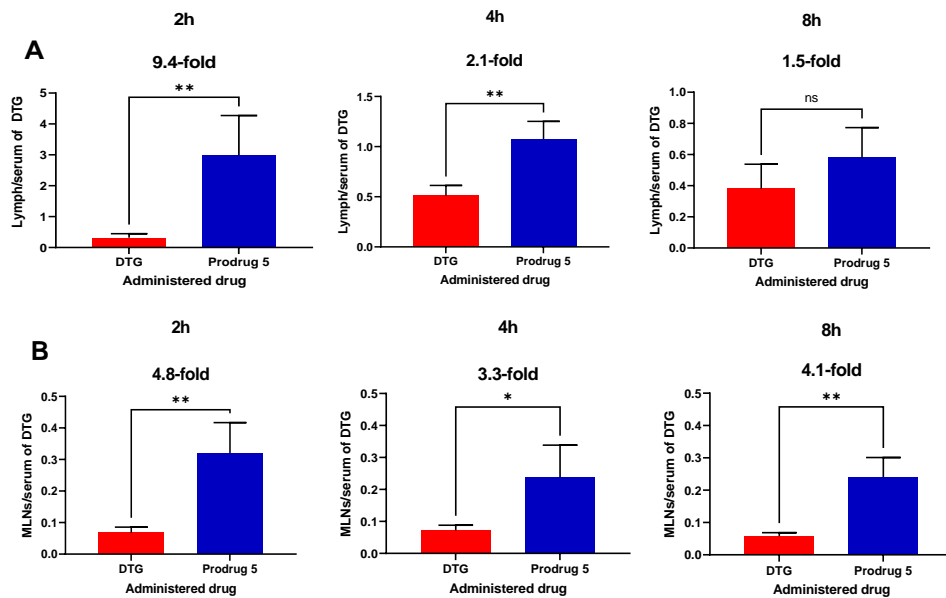 2h
4h
8h
A
9.4-fold
2.1-fold
1.5-fold
**
**
ns
Lymph/serum of DTG
5
4
3
2
1
0
DTG
Prodrug 5
Administered drug
Lymph/serum of DTG
1.5
1.0
0.5
0.0
DTG
Prodrug 5
Administered drug
Lymph/serum of DTG
1.0
0.8
0.6
0.4
0.2
0.0
DTG
Prodrug 5
Administered drug
2h
4h
8h
B
4.8-fold
3.3-fold
4.1-fold
**
*
**
MLNs/serum of DTG
0.5
0.4
0.3
0.2
0.1
0.0
DTG
Prodrug 5
Administered drug
MLNs/serum of DTG
0.5
0.4
0.3
0.2
0.1
0.0
DTG
Prodrug 5
Administered drug
MLNs/serum of DTG
0.5
0.4
0.3
0.2
0.1
0.0
DTG
Prodrug 5
Administered drug